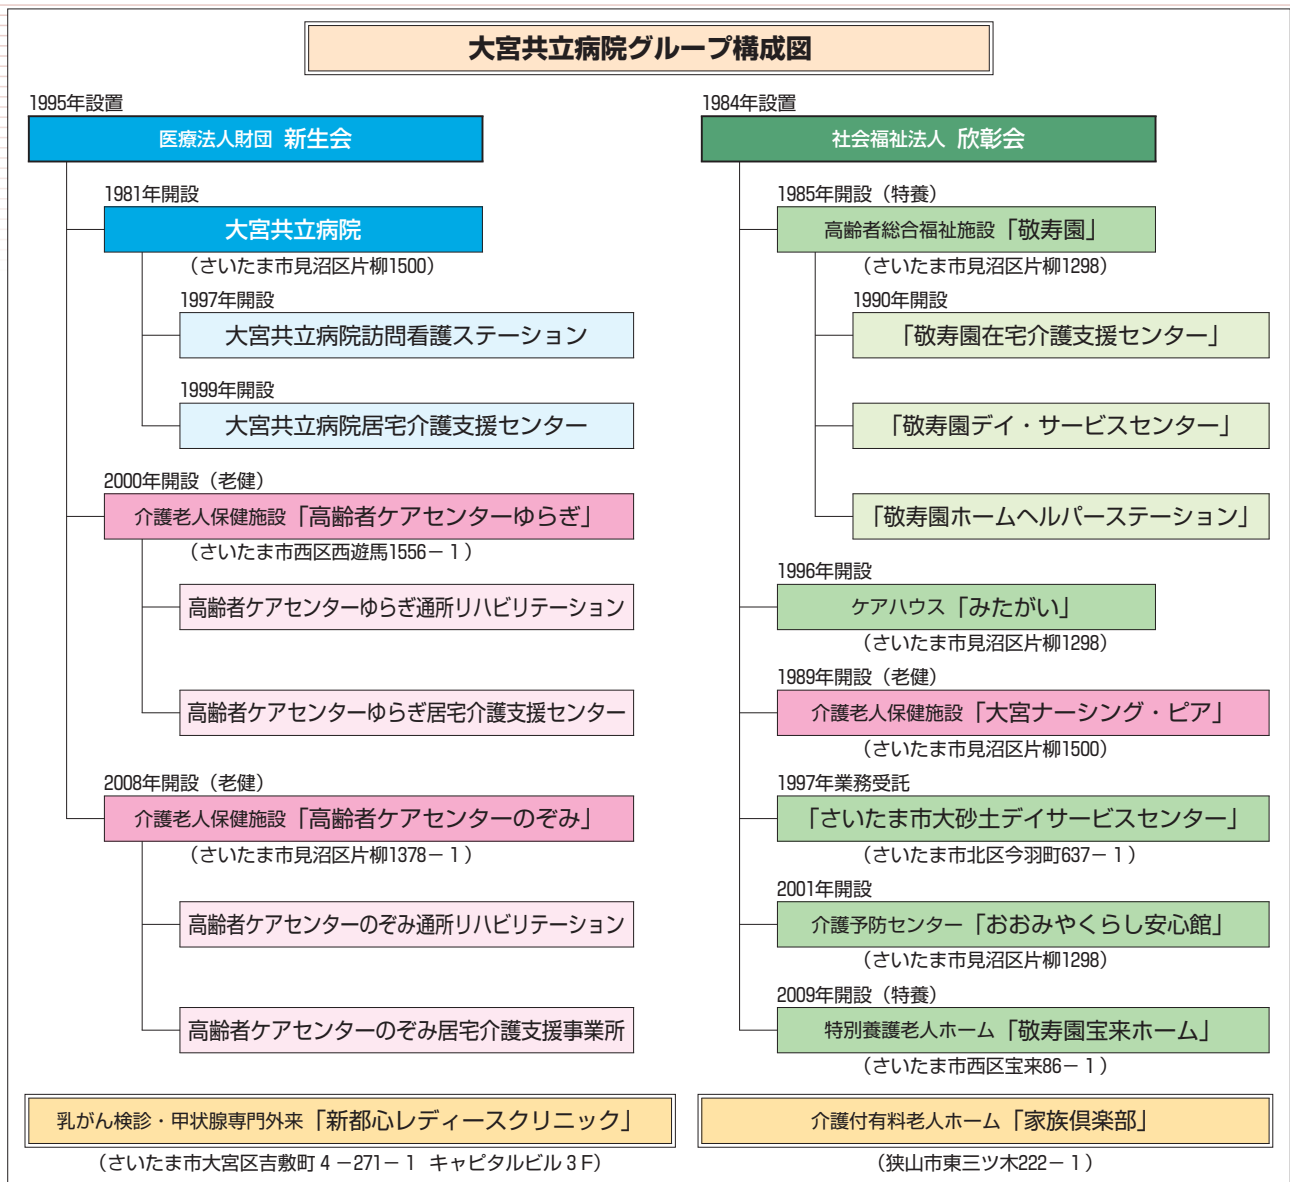 大宮共立病院グループ構成図
1995年設置
医療法人財団 新生会
1981年開設
大宮共立病院
（さいたま市見沼区片柳1500）
1997年開設
大宮共立病院訪問看護ステーション
1999年開設
大宮共立病院居宅介護支援センター
2000年開設（老健）
介護老人保健施設「高齢者ケアセンターゆらぎ」
（さいたま市西区西遊馬1556－1）
高齢者ケアセンターゆらぎ通所リハビリテーション
高齢者ケアセンターゆらぎ居宅介護支援センター
2008年開設（老健）
介護老人保健施設「高齢者ケアセンターのぞみ」
（さいたま市見沼区片柳1378－1）
高齢者ケアセンターのぞみ通所リハビリテーション
高齢者ケアセンターのぞみ居宅介護支援事業所
乳がん検診・甲状腺専門外来「新都心レディースクリニック」
（さいたま市大宮区吉敷町4－271－1 キャピタルビル3F）
1984年設置
社会福祉法人 欣彰会
1985年開設（特養）
高齢者総合福祉施設「敬寿園」
（さいたま市見沼区片柳1298）
1990年開設
「敬寿園在宅介護支援センター」
「敬寿園デイ・サービスセンター」
「敬寿園ホームヘルパーステーション」
1996年開設
ケアハウス「みたがい」
（さいたま市見沼区片柳1298）
1989年開設（老健）
介護老人保健施設「大宮ナーシング・ピア」
（さいたま市見沼区片柳1500）
1997年業務受託
「さいたま市大砂土デイサービスセンター」
（さいたま市北区今羽町637－1）
2001年開設
介護予防センター「おおみやくらし安心館」
（さいたま市見沼区片柳1298）
2009年開設（特養）
特別養護老人ホーム「敬寿園宝来ホーム」
（さいたま市西区宝来86－1）
介護付有料老人ホーム「家族倶楽部」
（狭山市東三ツ木222－1）